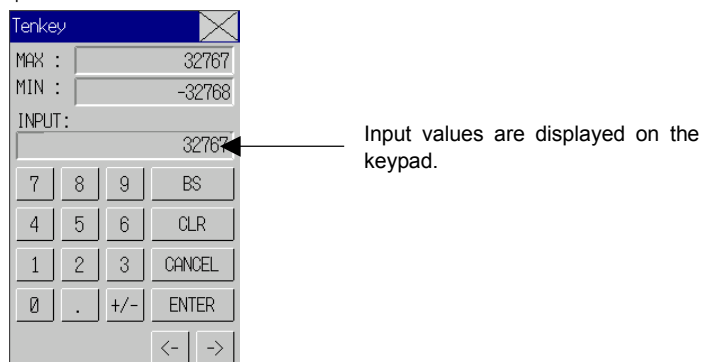 Tenkey
MAX : 32767
MIN : -32768
INPUT:
32767
Input values are displayed on the
keypad.
7 8 9 BS
4 5 6 CLR
1 2 3 CANCEL
0 . +/- ENTER
<- ->